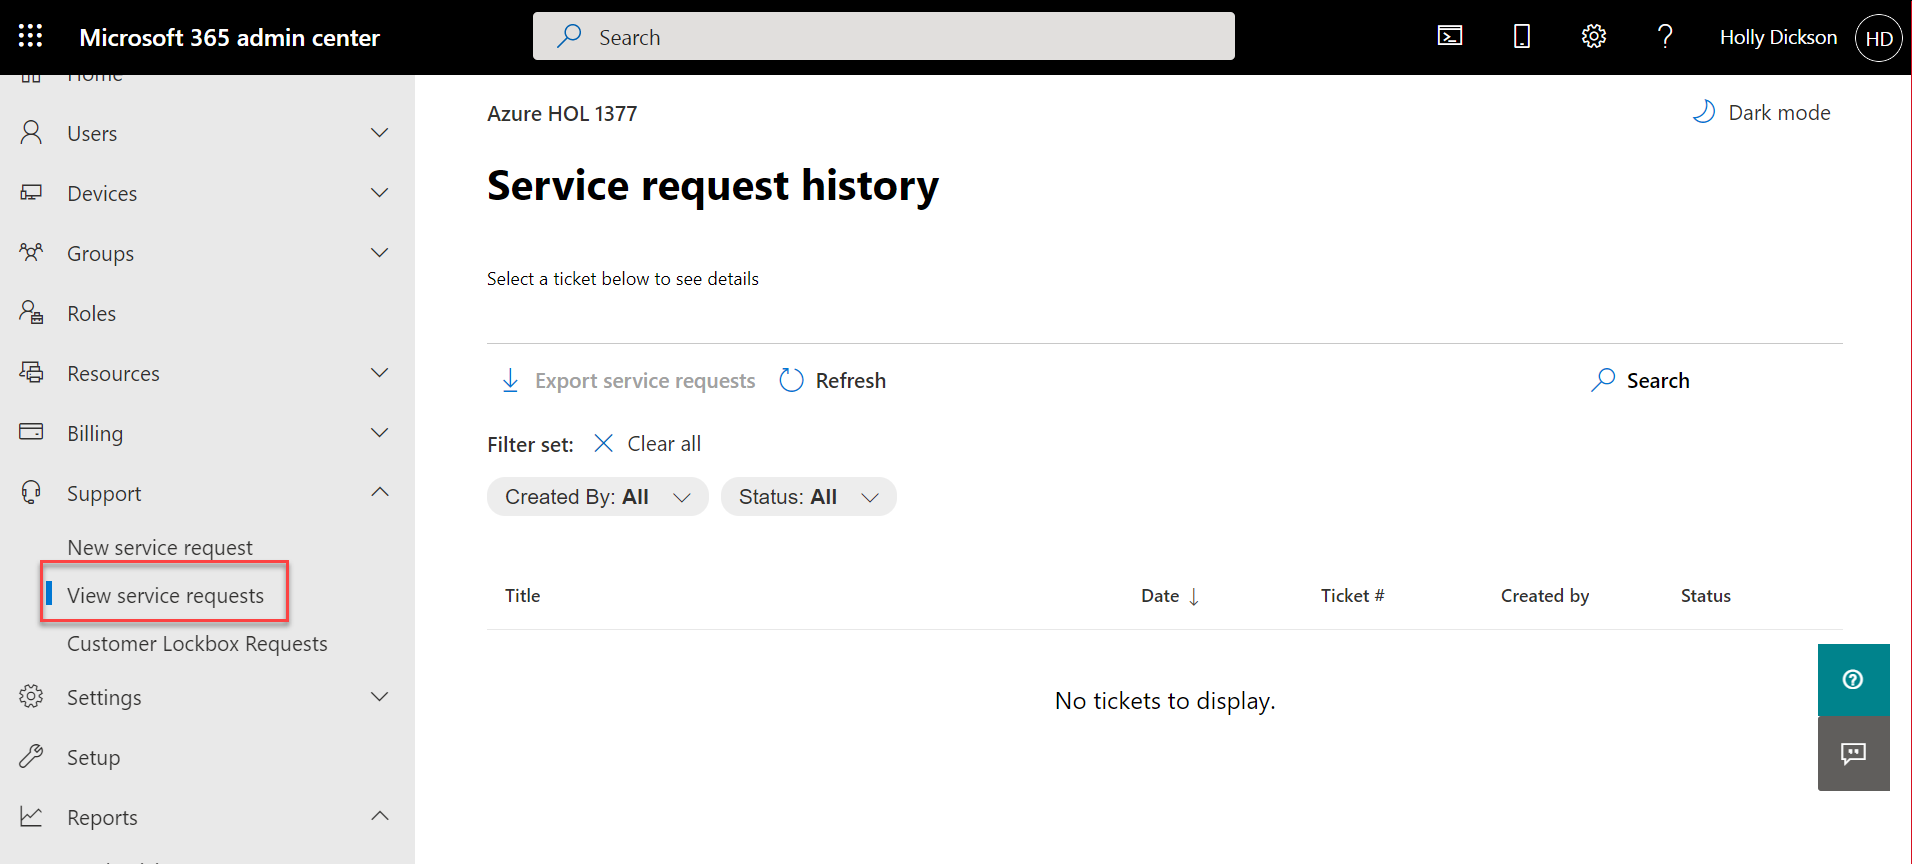 Microsoft 365 admin center
Search
Holly Dickson
HD
Home
Users
Devices
Groups
Roles
Resources
Billing
Support
New service request
View service requests
Customer Lockbox Requests
Settings
Setup
Reports
Azure HOL 1377
Dark mode
Service request history
Select a ticket below to see details
Export service requests Refresh Search
Filter set: Clear all
Created By: All Status: All
Title Date ↓ Ticket # Created by Status
No tickets to display.